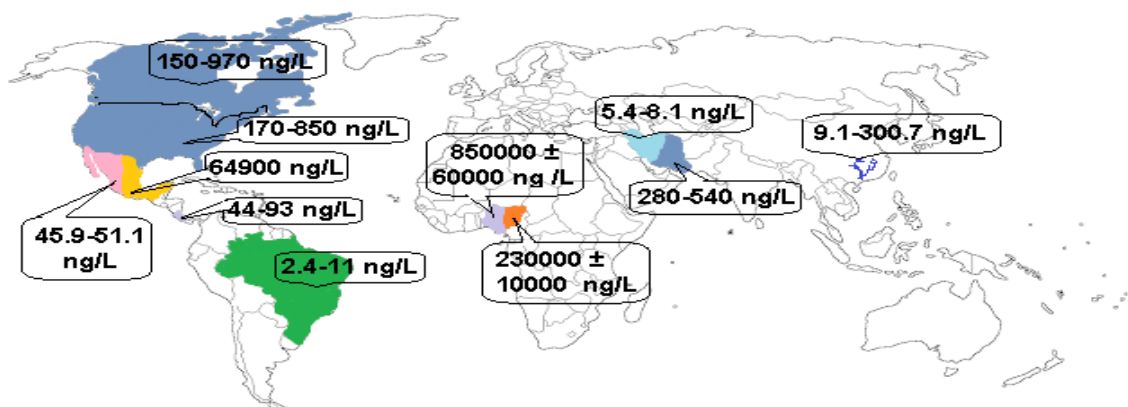 150-970 ng/L
170-850 ng/L
64900 ng/L
44-93 ng/L
45.9-51.1
ng/L
2.4-11 ng/L
850000 ±
60000 ng /L
230000 ±
10000 ng/L
5.4-8.1 ng/L
280-540 ng/L
9.1-300.7 ng/L